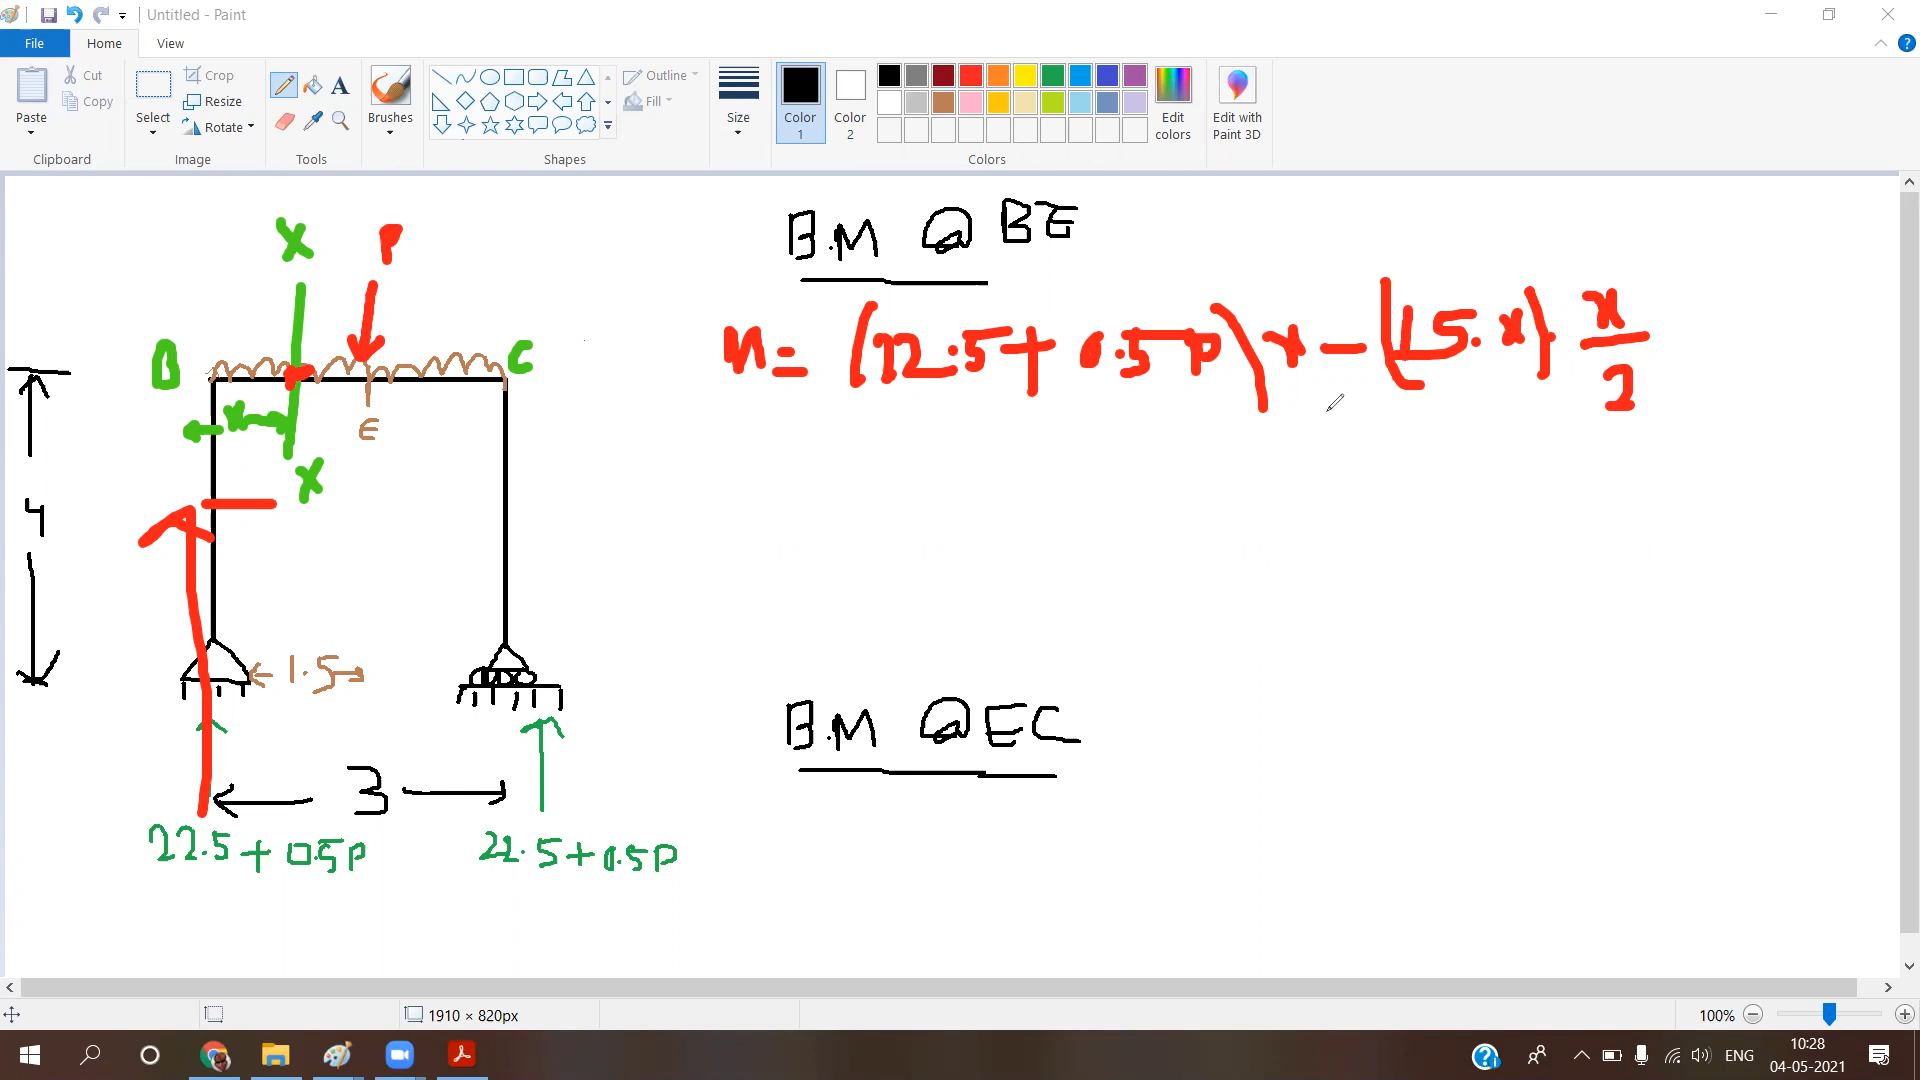 Untitled - Paint
File
Home
View
Paste
Cut
Copy
Clipboard
Select
Crop
Resize
Rotate
Image
A
Tools
Brushes
Outline
Fill
Shapes
Size
Color
1
Color
2
Edit
colors
Edit with
Paint 3D
Colors
B.M @ BE
X
P
B
C
M = (22.5 + 0.5 P) x - (15. x) x/2
x
E
X
4
1.5
B.M @ EC
3
22.5 + 0.5P
22.5 + 0.5P
1910 × 820px
100%
ENG
10:28
04-05-2021